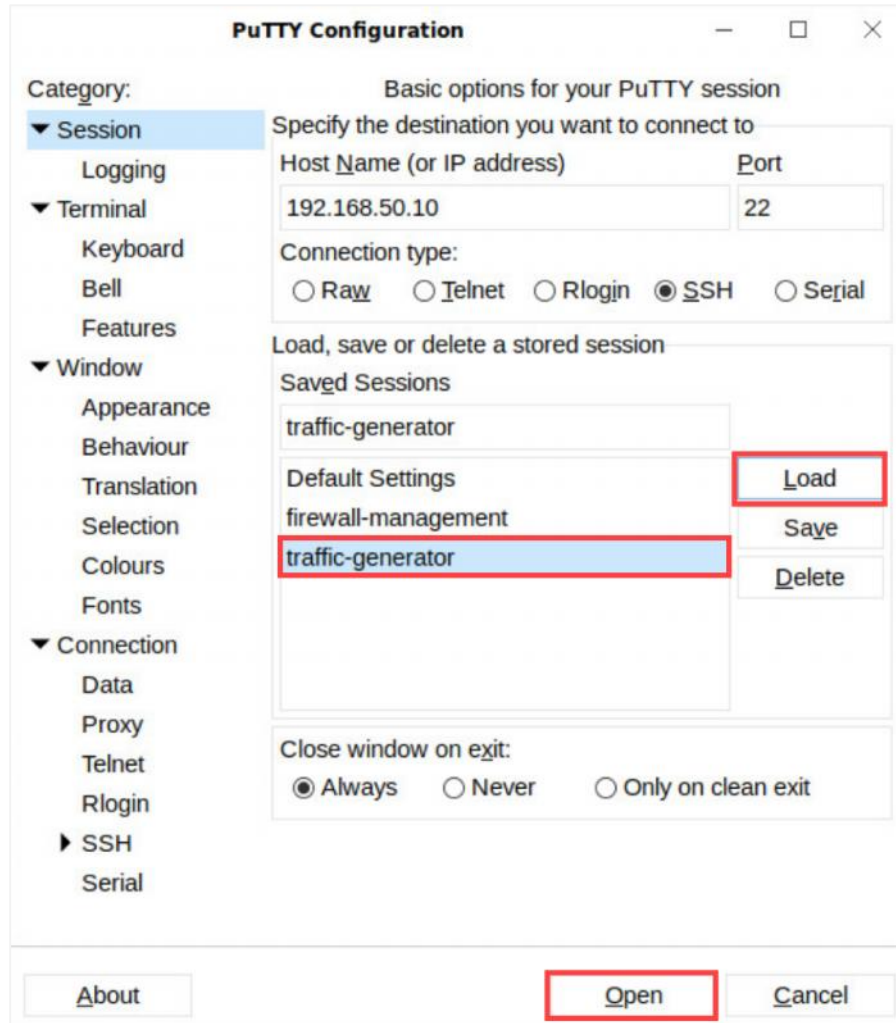 PuTTY Configuration
Category:
Session
Logging
Terminal
Keyboard
Bell
Features
Window
Appearance
Behaviour
Translation
Selection
Colours
Fonts
Connection
Data
Proxy
Telnet
Rlogin
SSH
Serial
Basic options for your PuTTY session
Specify the destination you want to connect to
Host Name (or IP address) Port
192.168.50.10 22
Connection type:
Raw Telnet Rlogin SSH Serial
Load, save or delete a stored session
Saved Sessions
traffic-generator
Default Settings
firewall-management
traffic-generator
Load
Save
Delete
Close window on exit:
Always Never Only on clean exit
About Open Cancel